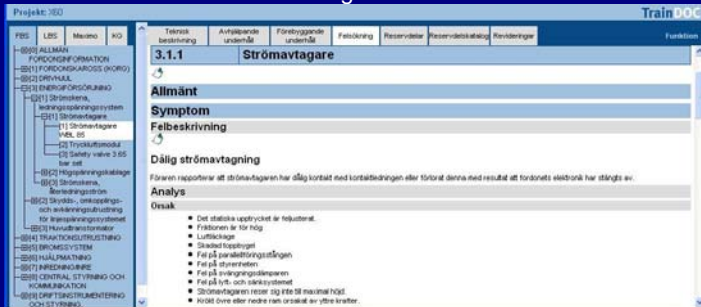 Projekt: X60
TrainDOC
FBS LBS Maximo KO
Teknisk beskrivning Avhjälpande underhåll Förebyggande underhåll Felsökning Reservdelar Reservdelskatalog Revideringar
Funktion
[0] ALLMÄN
FORDONSINFORMATION
[1] FORDONSKAROSS (KORG)
[2] DRIVHJUL
[3] ENERGIFÖRSÖRJNING
[1] Strömskena,
ledningsspänningssystem
[1] Strömavtagare
[1] Strömavtagare
WBL 85
[2] Tryckluftsmodul
[3] Safety valve 3.65
bar set
[2] Högspänningskablage
[3] Strömskena,
återledningsström
[2] Skydds-, omkopplings-
och avkänningsutrustning
för linjespänningssystemet
[3] Huvudtransformator
[4] TRAKTIONSUTRUSTNING
[5] BROMSSYSTEM
[6] HJÄLPMATNING
[7] INREDNING/INRE
[8] CENTRAL STYRNING OCH
KOMMUNIKATION
[9] DRIFTSINSTRUMENTERING
OCH STYRNING
3.1.1 Strömavtagare
Allmänt
Symptom
Felbeskrivning
Dålig strömavtagning
Föraren rapporterar att strömavtagaren har dålig kontakt med kontaktledningen eller förlorat denna med resultat att fordonets elektronik har stängts av.
Analys
Orsak
Det statiska upptrycket är feljusterat.
Friktionen är för hög
Luftläckage
Skadad toppbygel
Fel på parallellföringsstången
Fel på styrenheten
Fel på svängningsdämparen
Fel på lyft- och sänksystemet
Strömavtagaren reser sig inte till maximal höjd.
Krökt övre eller nedre ram orsakat av yttre krafter.